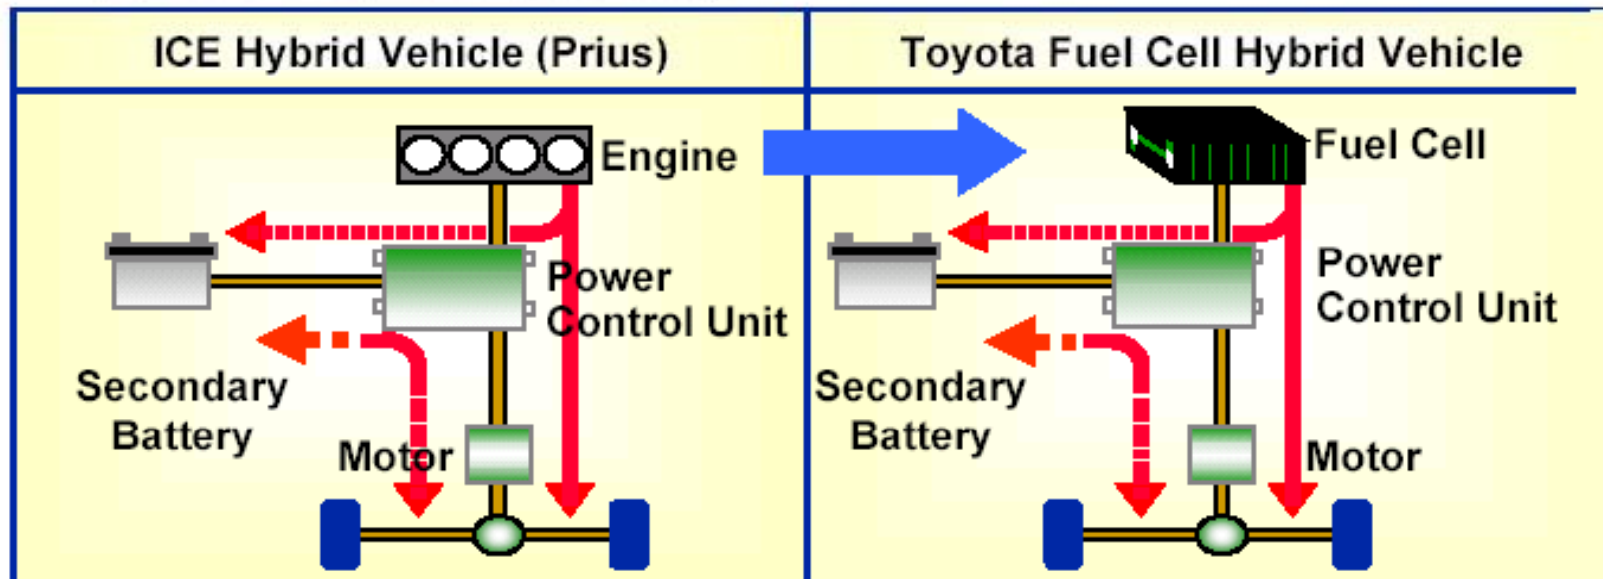 ICE Hybrid Vehicle (Prius)
Engine
Power
Control Unit
Secondary
Battery
Motor
Toyota Fuel Cell Hybrid Vehicle
Fuel Cell
Power
Control Unit
Secondary
Battery
Motor